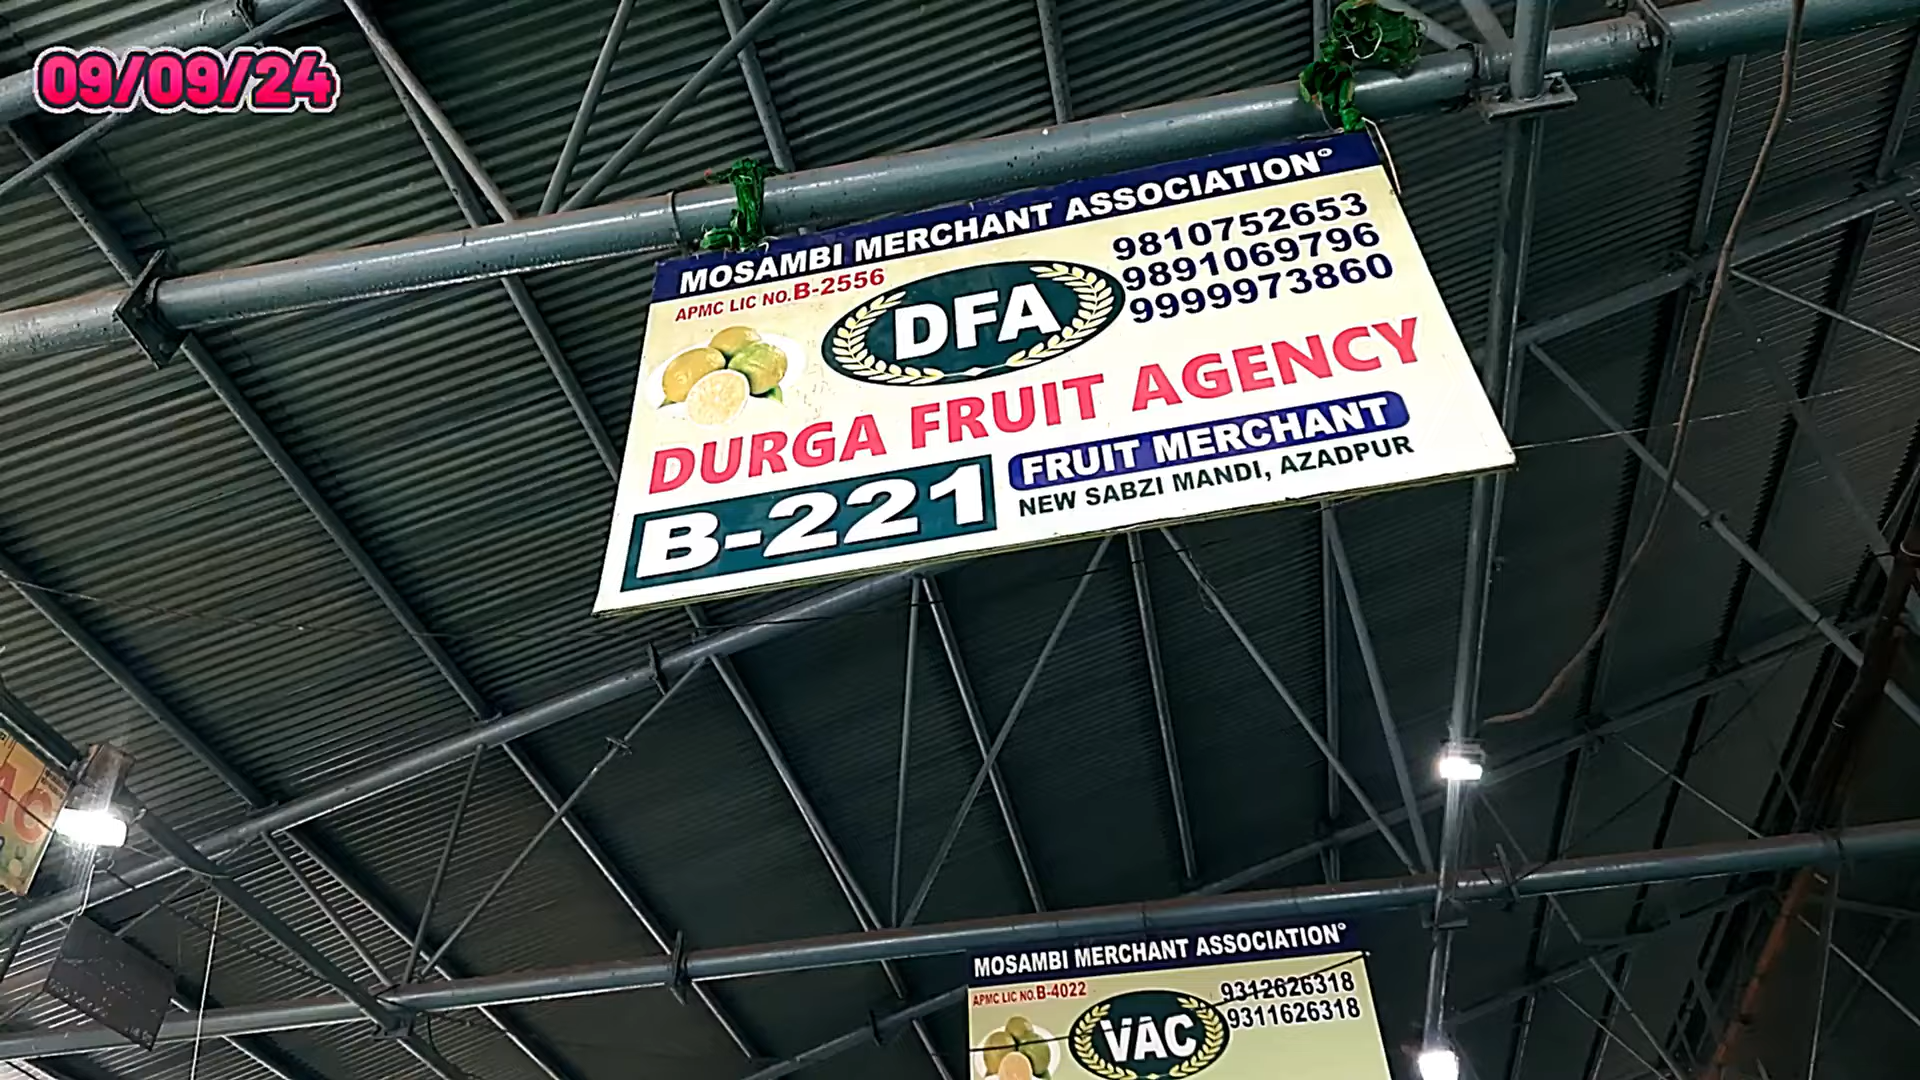 09/09/24
MOSAMBI MERCHANT ASSOCIATION®
APMC LIC NO.B-2556
DFA
9810752653
9891069796
9999973860
DURGA FRUIT AGENCY
B-221
FRUIT MERCHANT
NEW SABZI MANDI, AZADPUR
MOSAMBI MERCHANT ASSOCIATION®
APMC LIC NO.B-4022
VAC
9312626318
9311626318